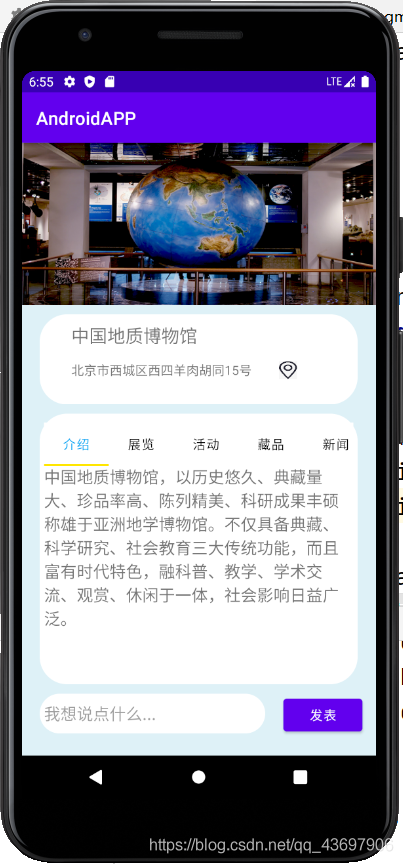 6:55
LTE
AndroidAPP
中国地质博物馆
北京市西城区西四羊肉胡同15号
介绍 展览 活动 藏品 新闻
中国地质博物馆，以历史悠久、典藏量
大、珍品率高、陈列精美、科研成果丰硕
称雄于亚洲地学博物馆。不仅具备典藏、
科学研究、社会教育三大传统功能，而且
富有时代特色，融科普、教学、学术交
流、观赏、休闲于一体，社会影响日益广
泛。
我想说点什么... 发表
https://blog.csdn.net/qq_43697906